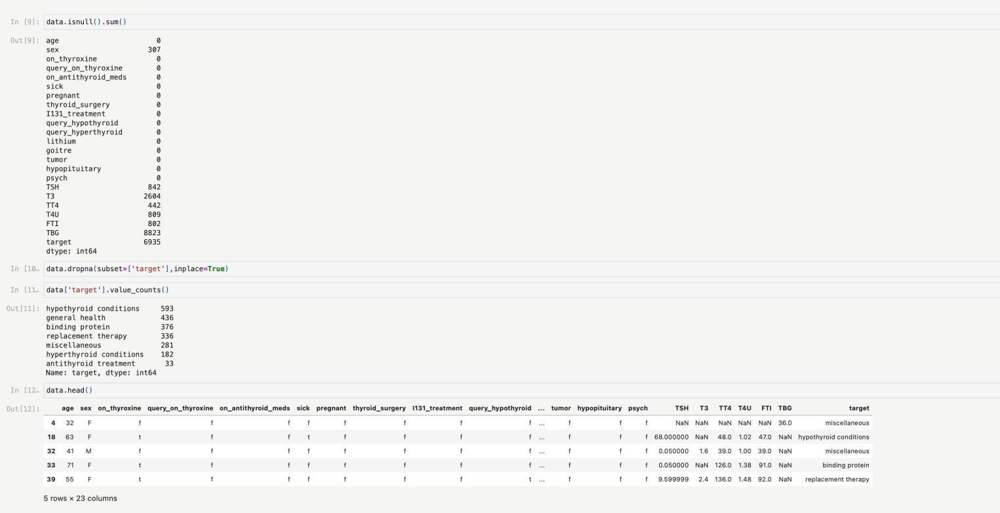 In [9]: data.isnull().sum()
Out[9]: age 0
sex 307
on_thyroxine 0
query_on_thyroxine 0
on_antithyroid_meds 0
sick 0
pregnant 0
thyroid_surgery 0
I131_treatment 0
query_hypothyroid 0
query_hyperthyroid 0
lithium 0
goitre 0
tumor 0
hypopituitary 0
psych 0
TSH 842
T3 2604
TT4 442
T4U 809
FTI 802
TBG 8823
target 6935
dtype: int64
In [10… data.dropna(subset=['target'],inplace=True)
In [11… data['target'].value_counts()
Out[11]: hypothyroid conditions 593
general health 436
binding protein 376
replacement therapy 336
miscellaneous 281
hyperthyroid conditions 182
antithyroid treatment 33
Name: target, dtype: int64
In [12… data.head()
Out[12]: age sex on_thyroxine query_on_thyroxine on_antithyroid_meds sick pregnant thyroid_surgery I131_treatment query_hypothyroid ... tumor hypopituitary psych TSH T3 TT4 T4U FTI TBG target
4 32 F f f f f f f f f ... f f f NaN NaN NaN NaN NaN 36.0 miscellaneous
18 63 F t f f t f f f f ... f f f 68.000000 NaN 48.0 1.02 47.0 NaN hypothyroid conditions
32 41 M f f f f f f f f ... f f f 0.050000 1.6 39.0 1.00 39.0 NaN miscellaneous
33 71 F t f f f f f f f ... f f f 0.050000 NaN 126.0 1.38 91.0 NaN binding protein
39 55 F t f f f f f f t ... f f f 9.599999 2.4 136.0 1.48 92.0 NaN replacement therapy
5 rows × 23 columns